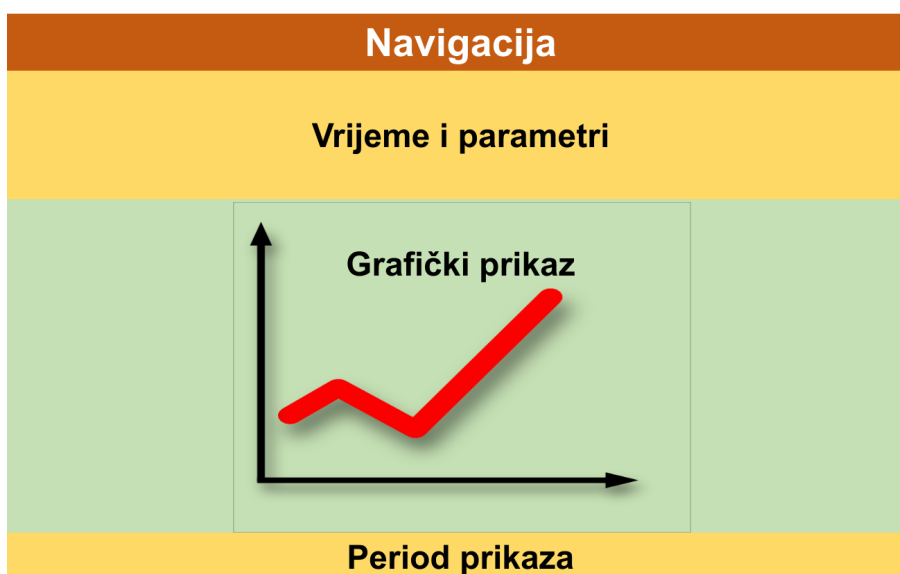 Navigacija
Vrijeme i parametri
Grafički prikaz
Period prikaza